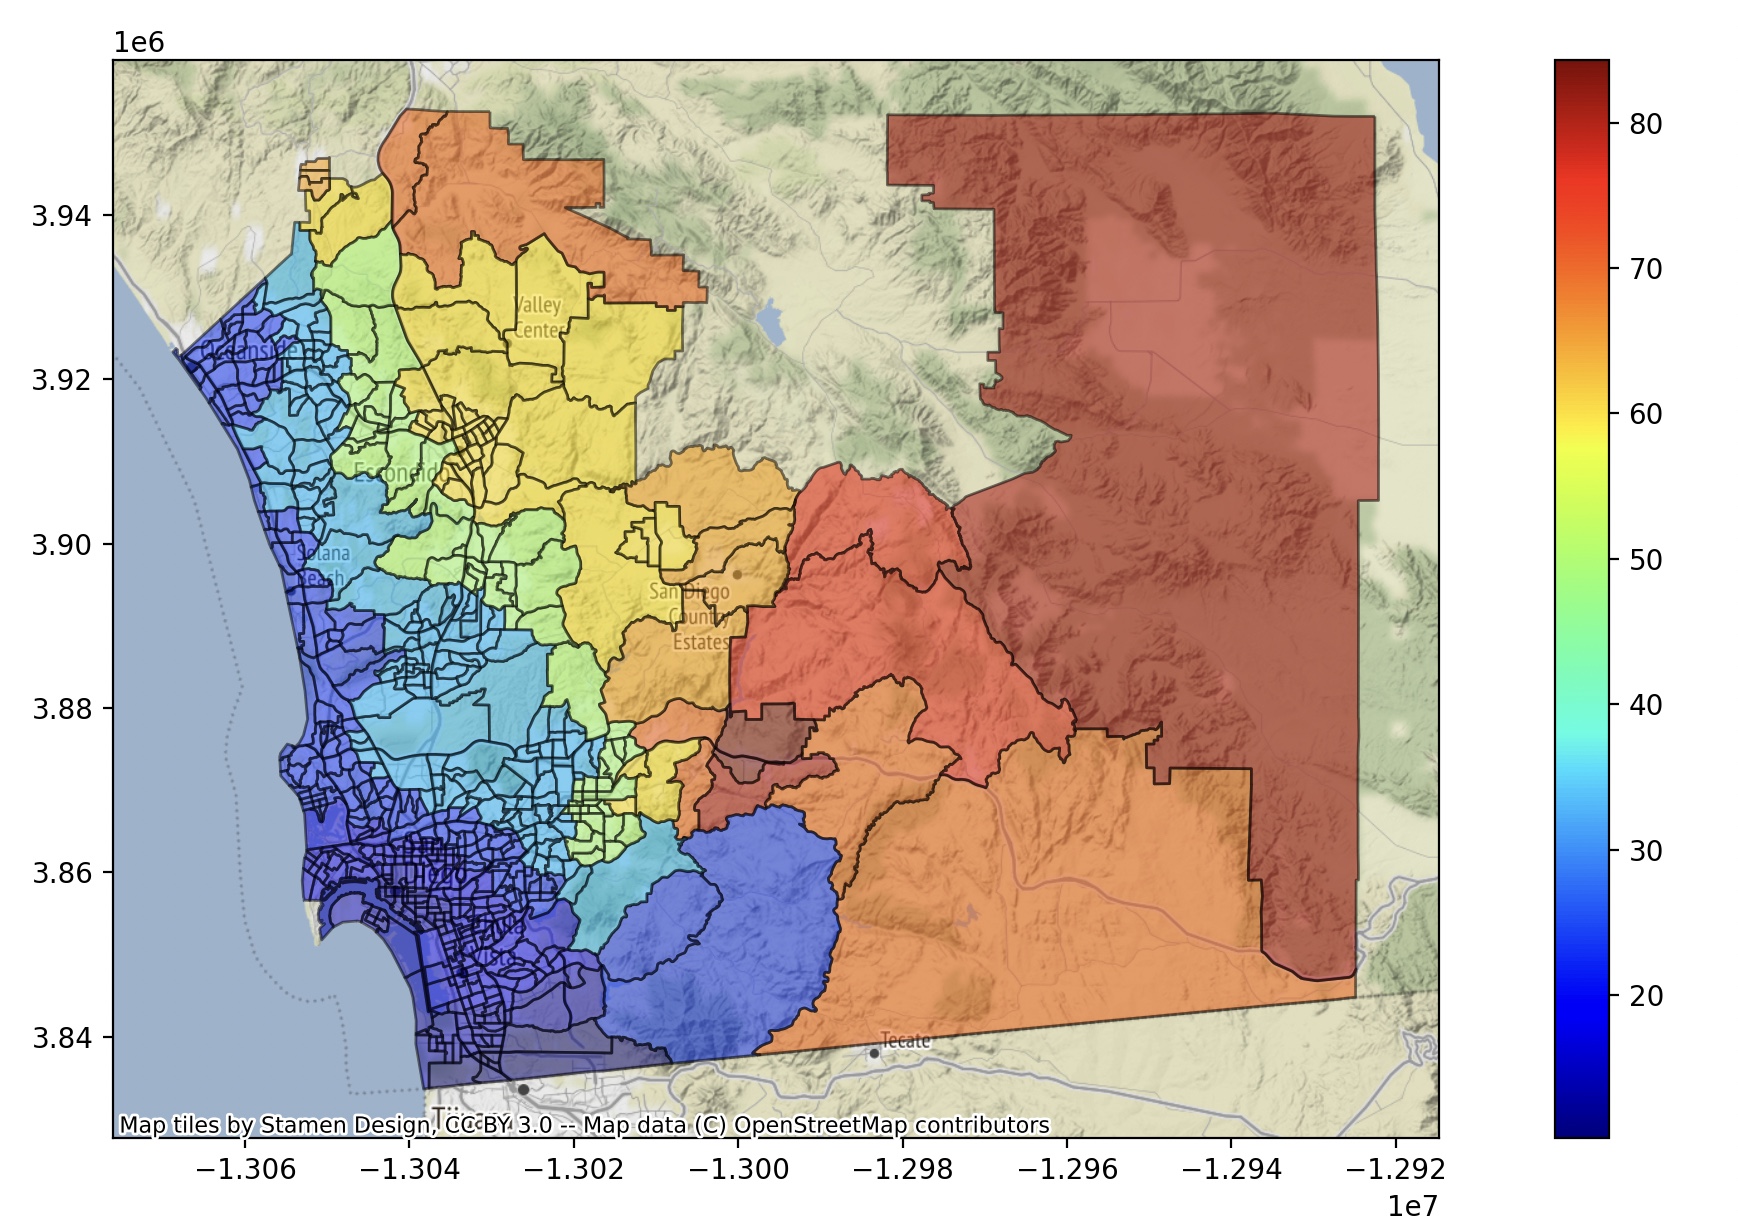 1e6
3.94
3.92
3.90
3.88
3.86
3.84
80
70
60
50
40
30
20
Valley
Center
Oceanside
Escondido
Solana
Beach
San Diego
Country
Estates
Vista
Tecate
Map tiles by Stamen Design, CC BY 3.0 -- Map data (C) OpenStreetMap contributors
−1.306
−1.304
−1.302
−1.300
−1.298
−1.296
−1.294
−1.292
1e7